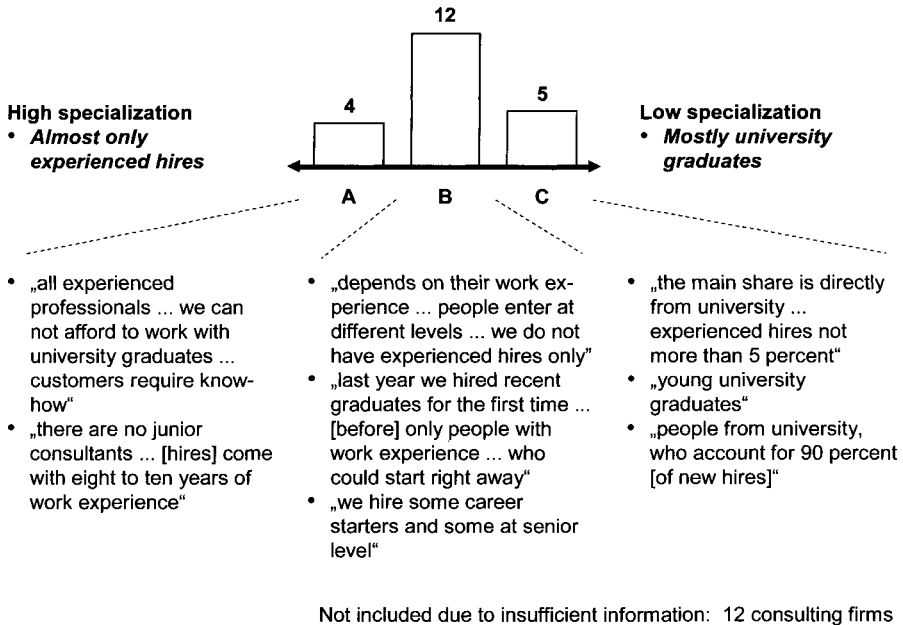 12
4
5
High specialization
• Almost only
experienced hires
Low specialization
• Mostly university
graduates
A
B
C
• „all experienced
professionals ... we can
not afford to work with
university graduates ...
customers require know-
how“
• „there are no junior
consultants ... [hires] come
with eight to ten years of
work experience“
• „depends on their work ex-
perience ... people enter at
different levels ... we do not
have experienced hires only”
• „last year we hired recent
graduates for the first time ...
[before] only people with
work experience ... who
could start right away“
• „we hire some career
starters and some at senior
level“
• „the main share is directly
from university ...
experienced hires not
more than 5 percent“
• „young university
graduates“
• „people from university,
who account for 90 percent
[of new hires]“
Not included due to insufficient information: 12 consulting firms